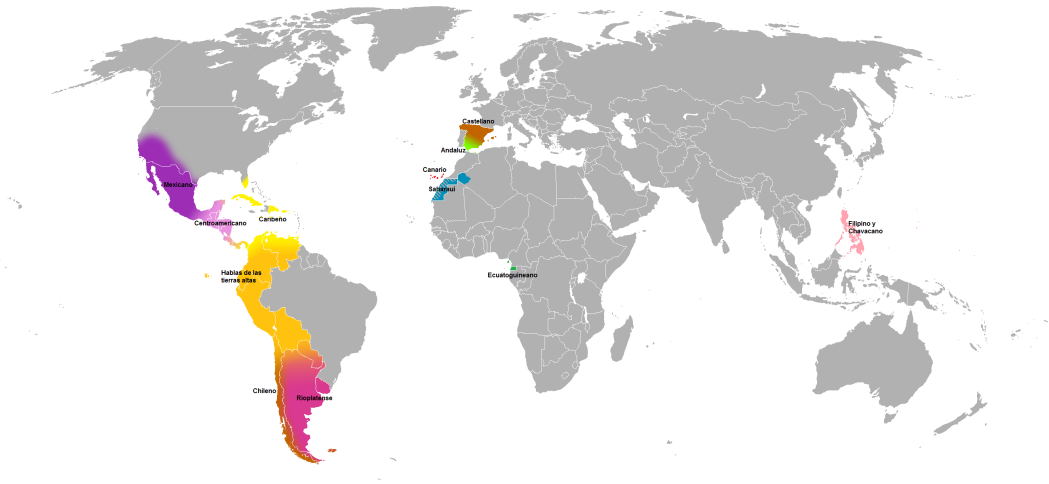 Castellano
Andaluz
Canario
Saharaui
Mexicano
Centroamericano
Caribeño
Filipino y
Chavacano
Hablas de las
tierras altas
Ecuatoguineano
Chileno
Rioplatense